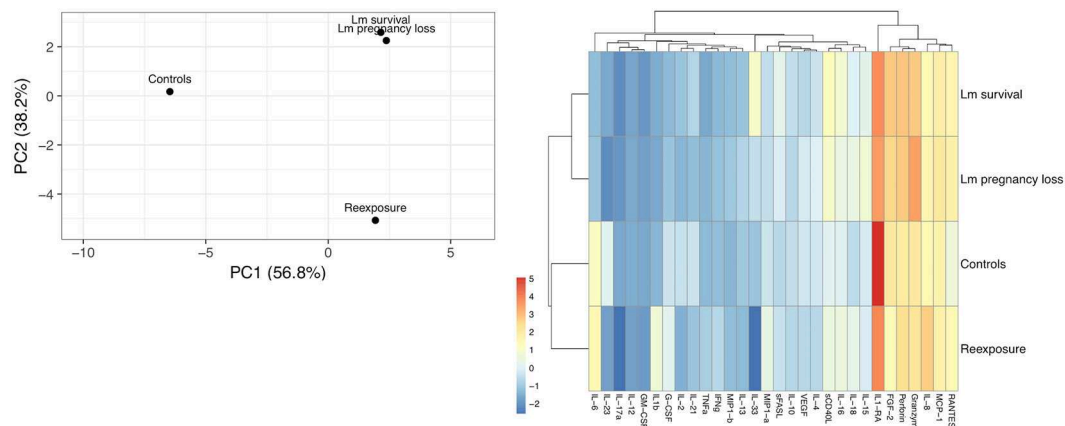 Lm survival
Lm pregnancy loss
Controls
Reexposure
2
0
−2
−4
−10
−5
0
5
PC2 (38.2%)
PC1 (56.8%)
Lm survival
Lm pregnancy loss
Controls
Reexposure
5
4
3
2
1
0
−1
−2
IL−6
IL−23
IL−17a
IL−12
GM−CSF
IL1b
G−CSF
IL−2
IL−21
TNFa
IFNg
MIP1−b
IL−13
IL−33
MIP1−a
sFASL
IL−10
VEGF
IL−4
sCD40L
IL−16
IL−18
IL−15
IL1−RA
FGF−2
Perforin
Granzym
IL−8
MCP−1
RANTES